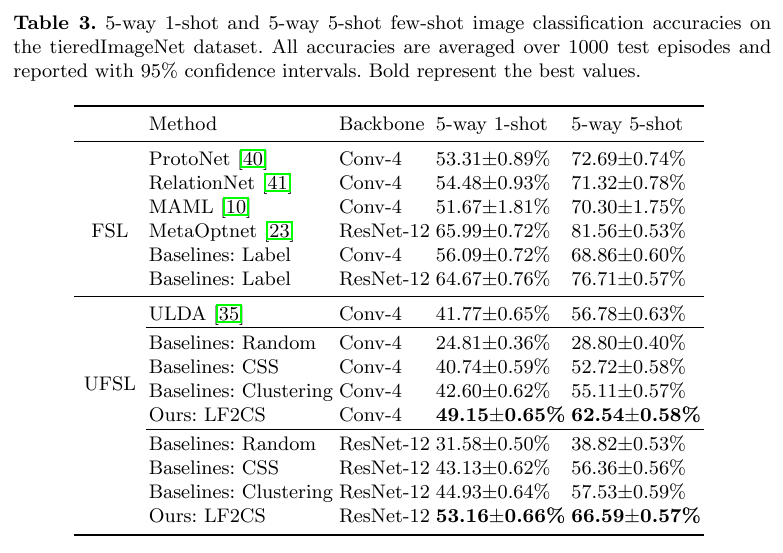 Table 3. 5-way 1-shot and 5-way 5-shot few-shot image classification accuracies on
the tieredImageNet dataset. All accuracies are averaged over 1000 test episodes and
reported with 95% confidence intervals. Bold represent the best values.
Method Backbone 5-way 1-shot 5-way 5-shot
ProtoNet [40] Conv-4 53.31±0.89% 72.69±0.74%
RelationNet [41] Conv-4 54.48±0.93% 71.32±0.78%
MAML [10] Conv-4 51.67±1.81% 70.30±1.75%
FSL MetaOptnet [23] ResNet-12 65.99±0.72% 81.56±0.53%
Baselines: Label Conv-4 56.09±0.72% 68.86±0.60%
Baselines: Label ResNet-12 64.67±0.76% 76.71±0.57%
ULDA [35] Conv-4 41.77±0.65% 56.78±0.63%
Baselines: Random Conv-4 24.81±0.36% 28.80±0.40%
Baselines: CSS Conv-4 40.74±0.59% 52.72±0.58%
UFSL Baselines: Clustering Conv-4 42.60±0.62% 55.11±0.57%
Ours: LF2CS Conv-4 49.15±0.65% 62.54±0.58%
Baselines: Random ResNet-12 31.58±0.50% 38.82±0.53%
Baselines: CSS ResNet-12 43.13±0.62% 56.36±0.56%
Baselines: Clustering ResNet-12 44.93±0.64% 57.53±0.59%
Ours: LF2CS ResNet-12 53.16±0.66% 66.59±0.57%